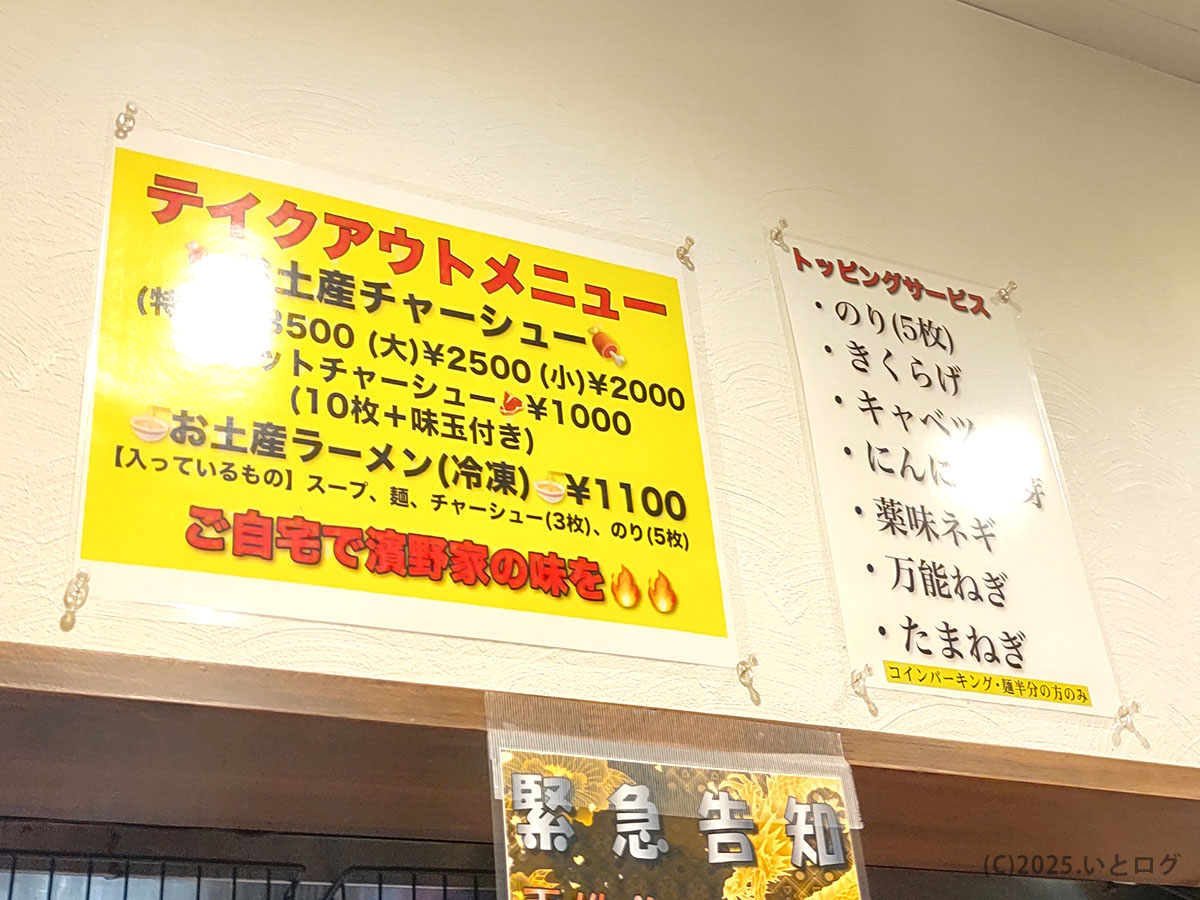 テイクアウトメニュー
土産チャーシュー
(特 3500 (大)¥2500 (小)¥2000
ットチャーシュー ¥1000
(10枚+味玉付き)
お土産ラーメン(冷凍) ¥1100
【入っているもの】スープ、麺、チャーシュー(3枚)、のり(5枚)
ご自宅で濱野家の味を🔥🔥
トッピングサービス
・のり(5枚)
・きくらげ
・キャベツ
・にんに 芽
・薬味ネギ
・万能ねぎ
・たまねぎ
コインパーキング・麺半分の方のみ
緊急告知
(C)2025.いとログ